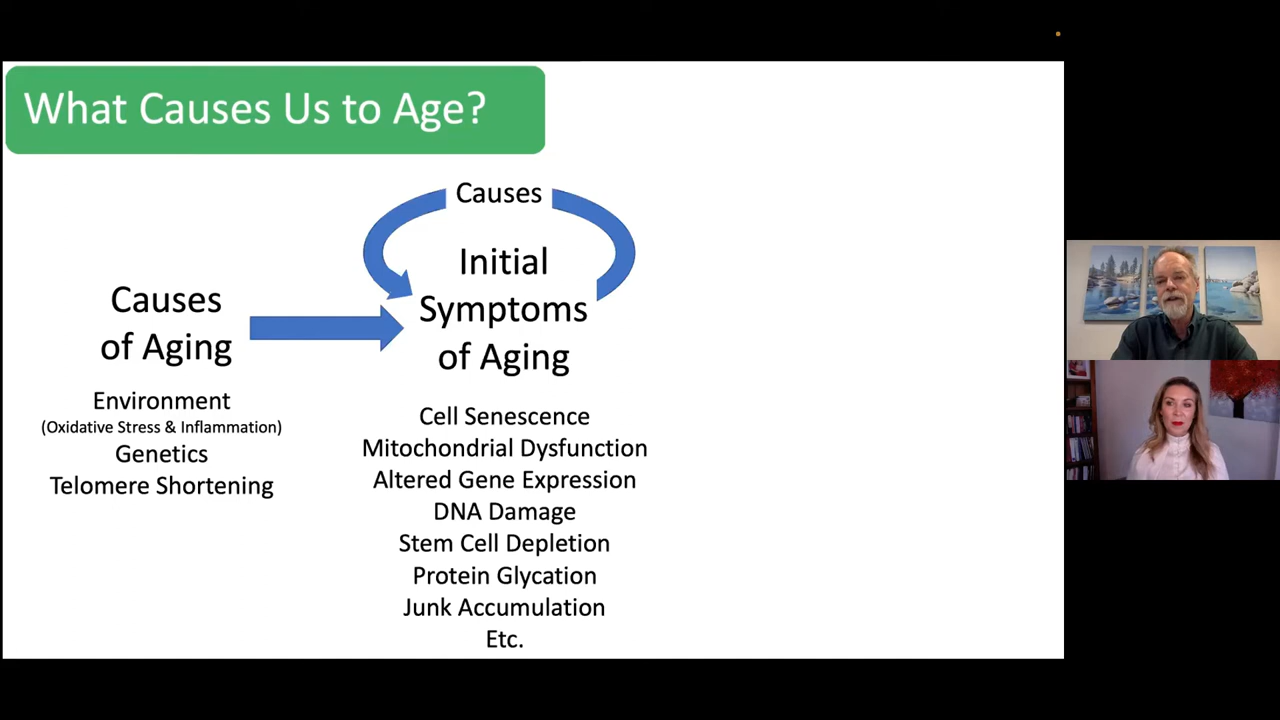 What Causes Us to Age?
Causes
Initial
Symptoms
of Aging
Causes
of Aging
Environment
(Oxidative Stress & Inflammation)
Genetics
Telomere Shortening
Cell Senescence
Mitochondrial Dysfunction
Altered Gene Expression
DNA Damage
Stem Cell Depletion
Protein Glycation
Junk Accumulation
Etc.